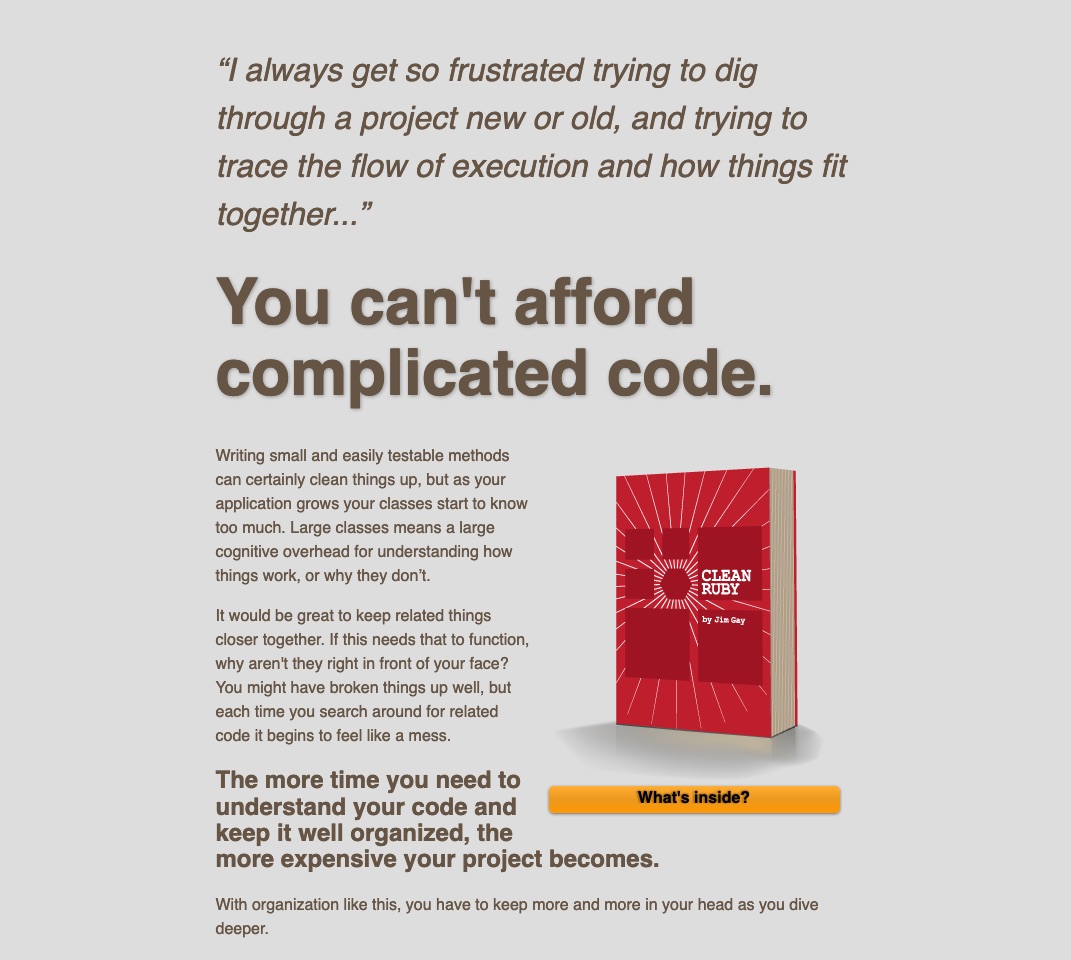 “I always get so frustrated trying to dig
through a project new or old, and trying to
trace the flow of execution and how things fit
together...”
You can't afford
complicated code.
Writing small and easily testable methods
can certainly clean things up, but as your
application grows your classes start to know
too much. Large classes means a large
cognitive overhead for understanding how
things work, or why they don’t.
It would be great to keep related things
closer together. If this needs that to function,
why aren't they right in front of your face?
You might have broken things up well, but
each time you search around for related
code it begins to feel like a mess.
CLEAN
RUBY
by Jim Gay
What's inside?
The more time you need to
understand your code and
keep it well organized, the
more expensive your project becomes.
With organization like this, you have to keep more and more in your head as you dive
deeper.